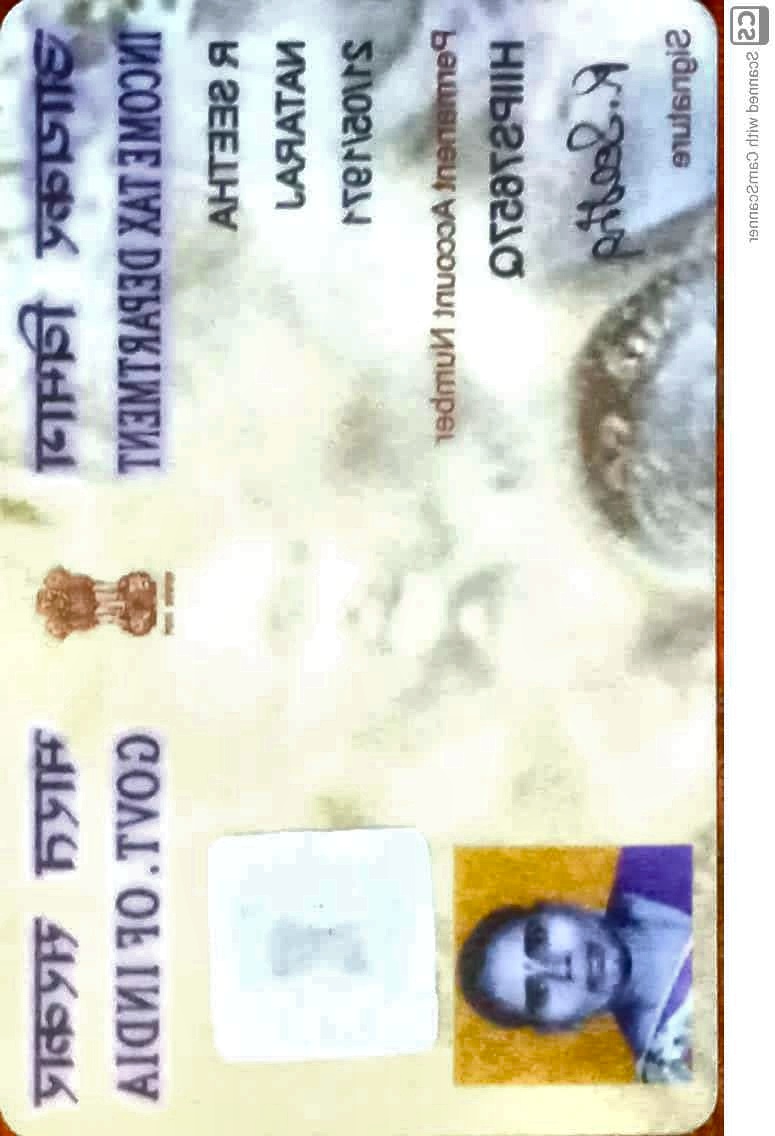 आयकर विभाग
भारत सरकार
INCOME TAX DEPARTMENT
GOVT. OF INDIA
R SEETHA
NATARAJ
21/05/1971
Permanent Account Number
R. Seetha
Signature
CS Scanned with CamScanner